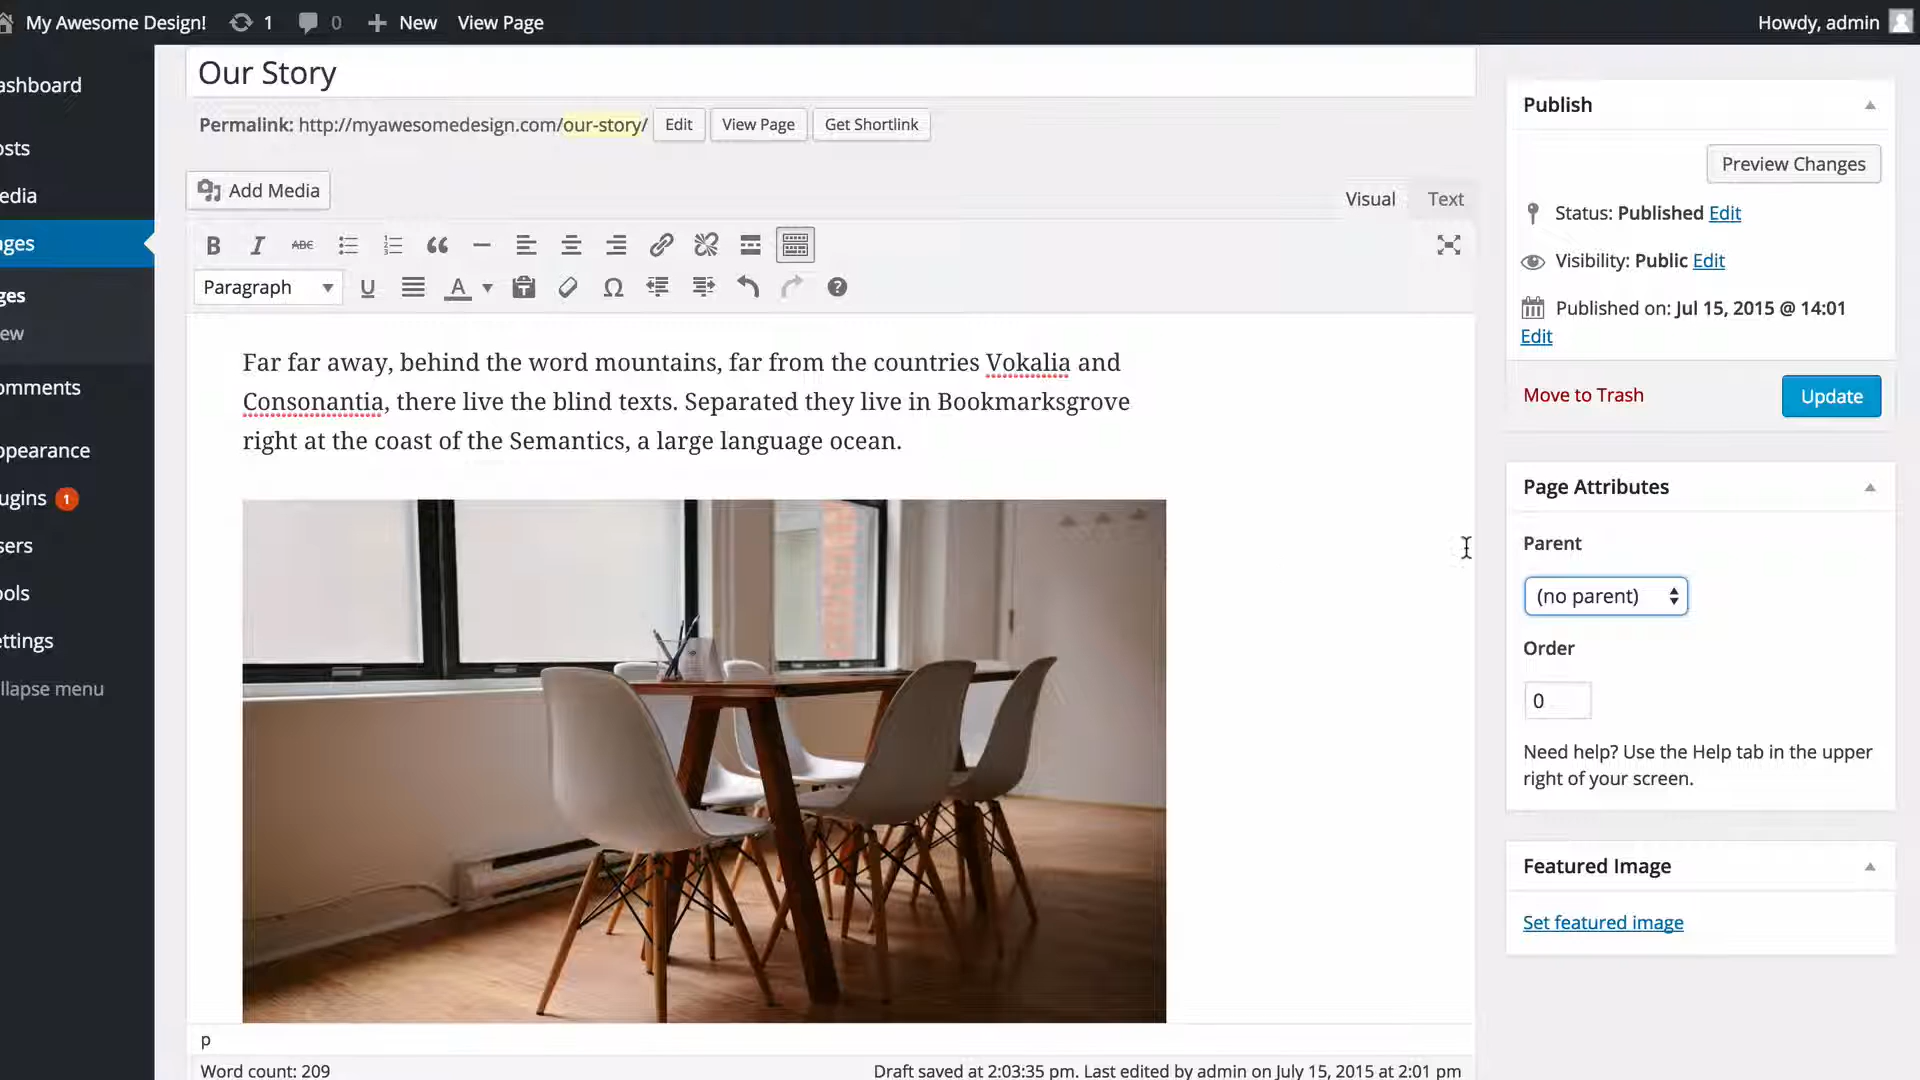 My Awesome Design! 1 0 New View Page Howdy, admin
ashboard
osts
edia
ages
ges
ew
omments
ppearance
ugins 1
sers
ools
ettings
llapse menu
Our Story
Permalink: http://myawesomedesign.com/our-story/ Edit View Page Get Shortlink
Add Media
Visual Text
B I ABC
Paragraph U A Ω ?
Far far away, behind the word mountains, far from the countries Vokalia and
Consonantia, there live the blind texts. Separated they live in Bookmarksgrove
right at the coast of the Semantics, a large language ocean.
p
Word count: 209 Draft saved at 2:03:35 pm. Last edited by admin on July 15, 2015 at 2:01 pm
Publish
Preview Changes
Status: Published Edit
Visibility: Public Edit
Published on: Jul 15, 2015 @ 14:01
Edit
Move to Trash Update
Page Attributes
Parent
(no parent)
Order
0
Need help? Use the Help tab in the upper
right of your screen.
Featured Image
Set featured image